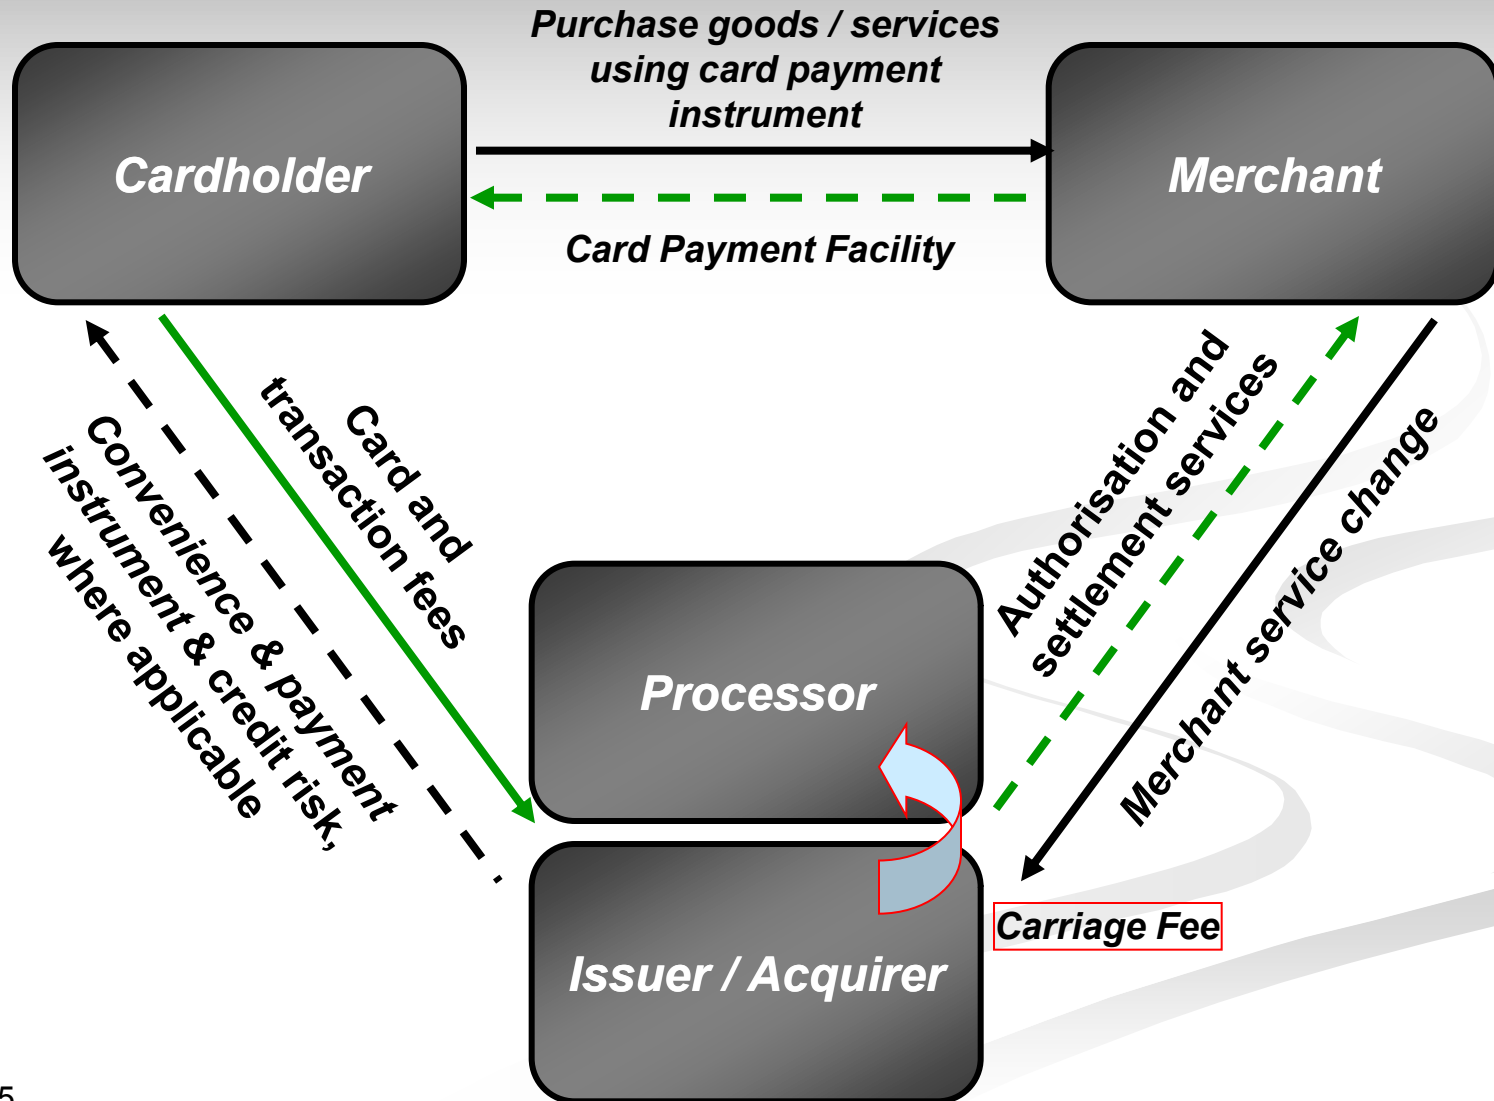 Purchase goods / services
using card payment
instrument
Cardholder
Merchant
Card Payment Facility
Card and
transaction fees
Convenience & payment
instrument & credit risk,
where applicable
Authorisation and
settlement services
Merchant service change
Processor
Carriage Fee
Issuer / Acquirer
5